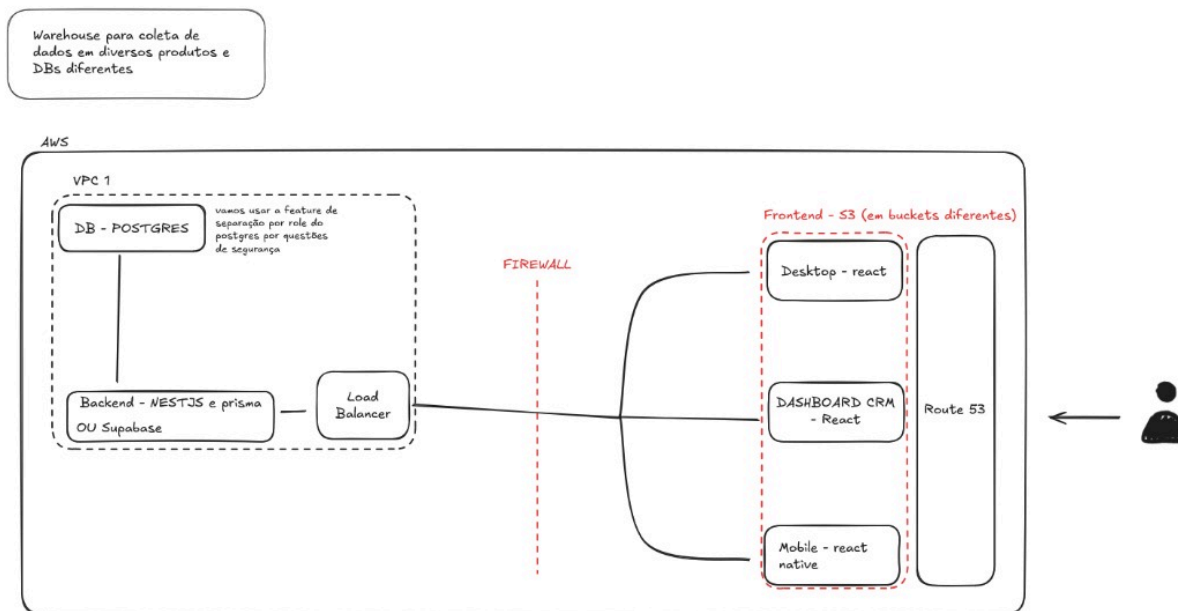 Warehouse para coleta de
dados em diversos produtos e
DBs diferentes
AWS
VPC 1
DB - POSTGRES
vamos usar a feature de
separação por role do
postgres por questões
de segurança
Backend - NESTJS e prisma
OU Supabase
Load
Balancer
FIREWALL
Frontend - S3 (em buckets diferentes)
Desktop - react
DASHBOARD CRM
- React
Mobile - react
native
Route 53